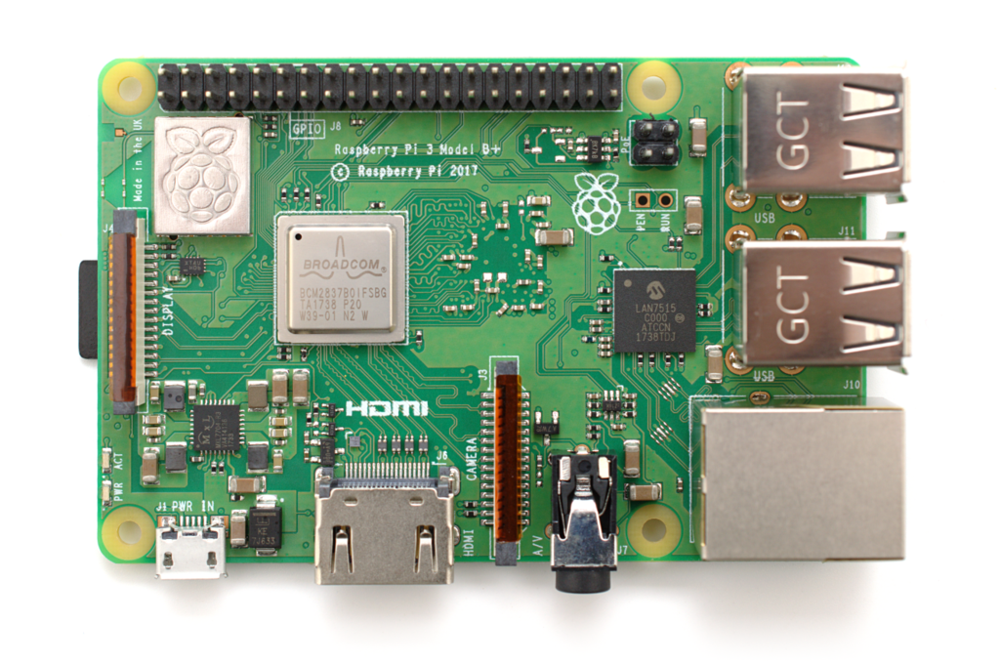 GPIO
J8
Raspberry Pi 3 Model B+
© Raspberry Pi 2017
Made in the UK
PoE
GCT
USB
PEN
RUN
J4
J11
BROADCOM®
BCM2837B0IFSBG
TA1738 P20
W39-01 N2 W
LAN7515
C000
ATCCN
1738TDJ
GCT
DISPLAY
USB
J10
J3
HDMI
CAMERA
J6
ACT
PWR
J1 PWR IN
HDMI
A/V
J7